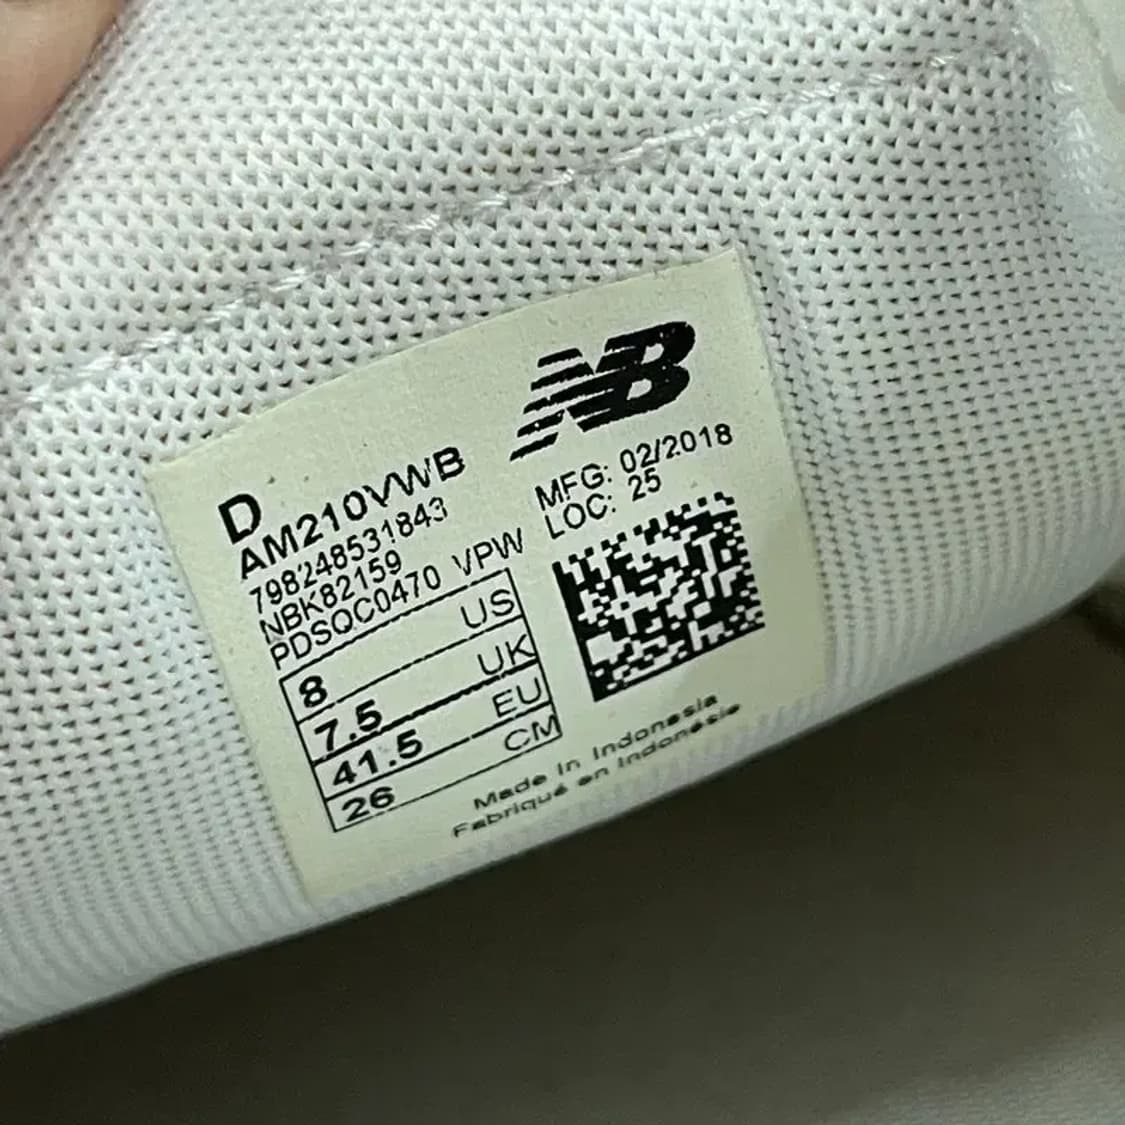 NB
D
AM210VWB
798248531843
NBK82159
PDSQC0470 VPW
MFG: 02/2018
LOC: 25
8 US
7.5 UK
41.5 EU
26 CM
Made In Indonesia
Fabriqué en Indonésie